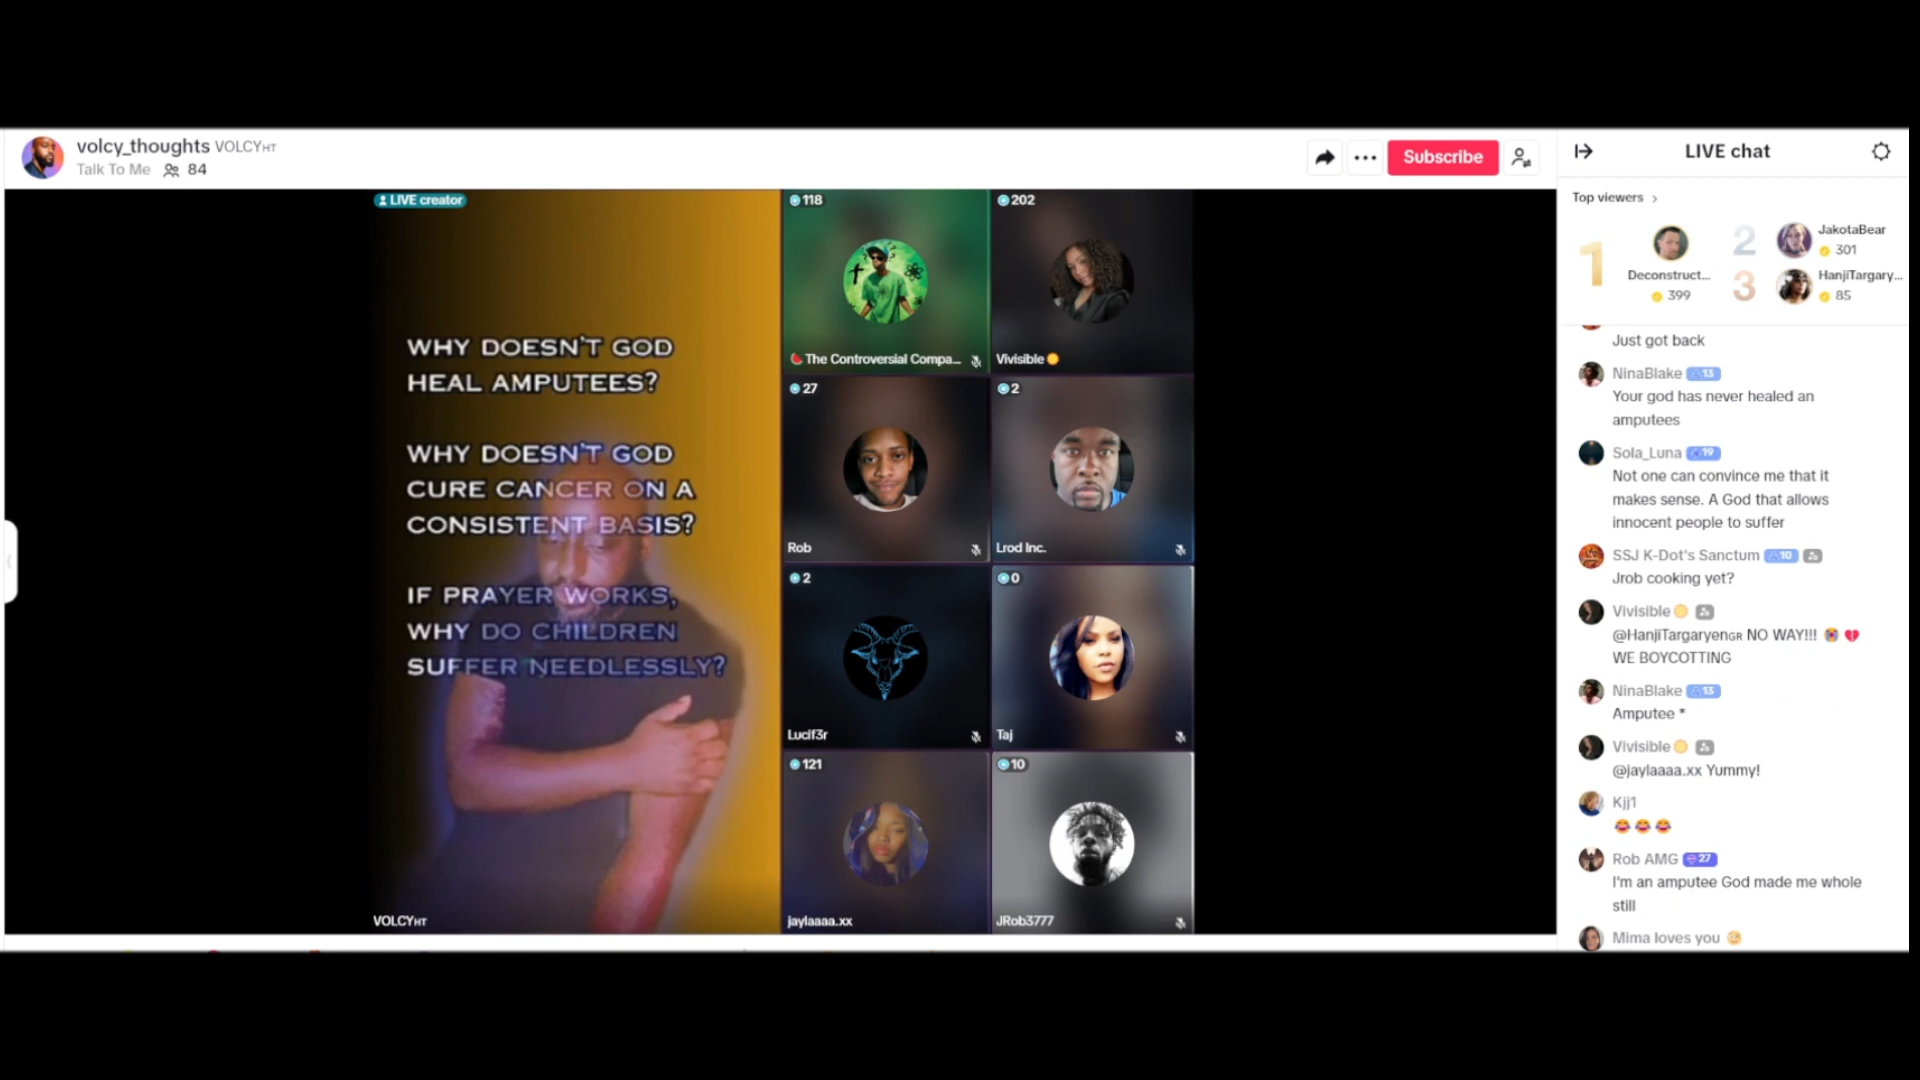 volcy_thoughts VOLCYHT
Talk To Me 84
Subscribe
LIVE creator
WHY DOESN'T GOD
HEAL AMPUTEES?
WHY DOESN'T GOD
CURE CANCER ON A
CONSISTENT BASIS?
IF PRAYER WORKS,
WHY DO CHILDREN
SUFFER NEEDLESSLY?
VOLCYHT
118
The Controversial Compa...
202
Vivisible
27
Rob
2
Lrod Inc.
2
Lucif3r
0
Taj
121
jaylaaaa.xx
10
JRob3777
LIVE chat
Top viewers
1
Deconstruct...
399
2
JakotaBear
301
3
HanjiTargary...
85
Just got back
NinaBlake 13
Your god has never healed an
amputees
Sola_Luna 19
Not one can convince me that it
makes sense. A God that allows
innocent people to suffer
SSJ K-Dot's Sanctum 10
Jrob cooking yet?
Vivisible
@HanjiTargaryenGR NO WAY!!! 😭 💔
WE BOYCOTTING
NinaBlake 13
Amputee *
Vivisible
@jaylaaaa.xx Yummy!
Kjj1
😂 😂 😂
Rob AMG 27
I'm an amputee God made me whole
still
Mima loves you